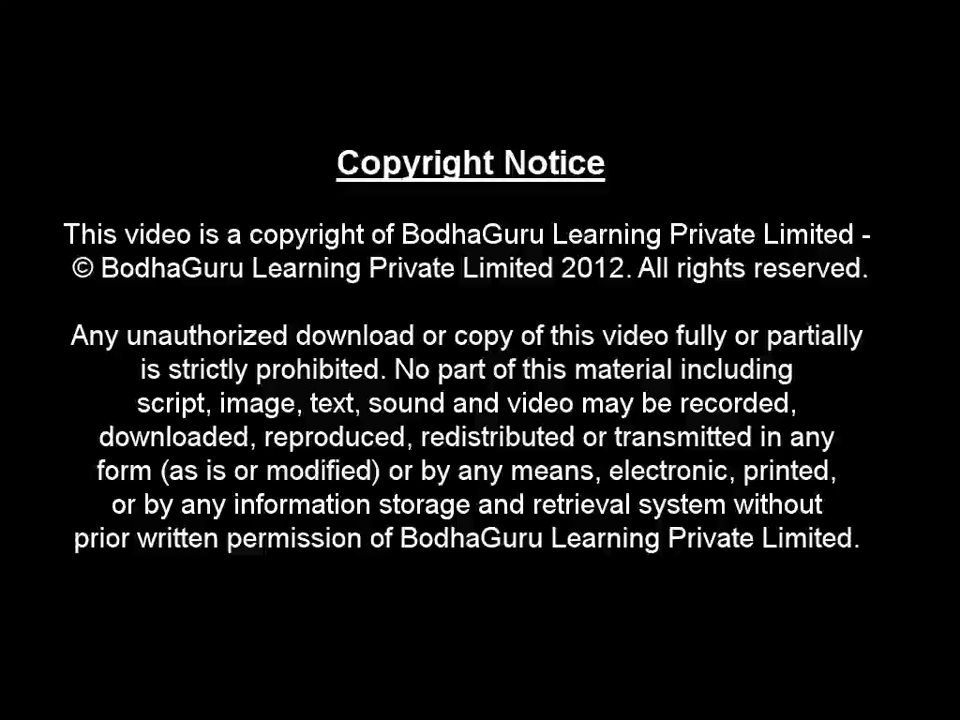 Copyright Notice
This video is a copyright of BodhaGuru Learning Private Limited -
© BodhaGuru Learning Private Limited 2012. All rights reserved.
Any unauthorized download or copy of this video fully or partially
is strictly prohibited. No part of this material including
script, image, text, sound and video may be recorded,
downloaded, reproduced, redistributed or transmitted in any
form (as is or modified) or by any means, electronic, printed,
or by any information storage and retrieval system without
prior written permission of BodhaGuru Learning Private Limited.